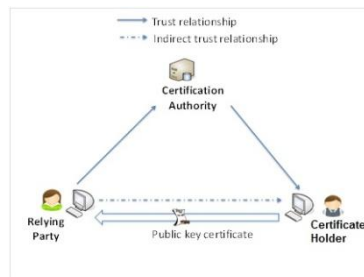 Trust relationship
Indirect trust relationship
Certification
Authority
Relying
Party
Public key certificate
Certificate
Holder